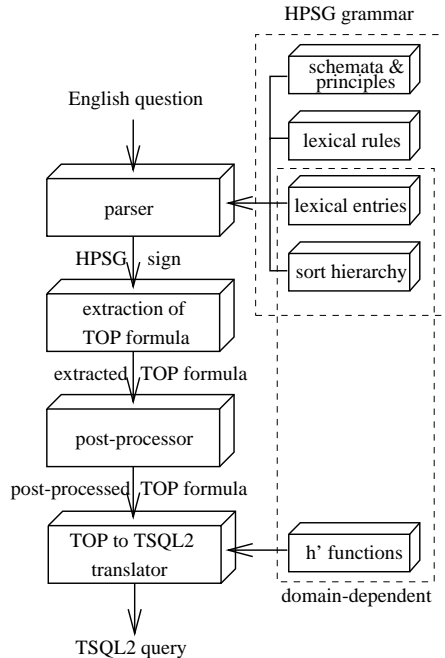 HPSG grammar
schemata &
principles
English question
lexical rules
parser
lexical entries
HPSG sign
sort hierarchy
extraction of
TOP formula
extracted TOP formula
post-processor
post-processed TOP formula
TOP to TSQL2
translator
h' functions
domain-dependent
TSQL2 query